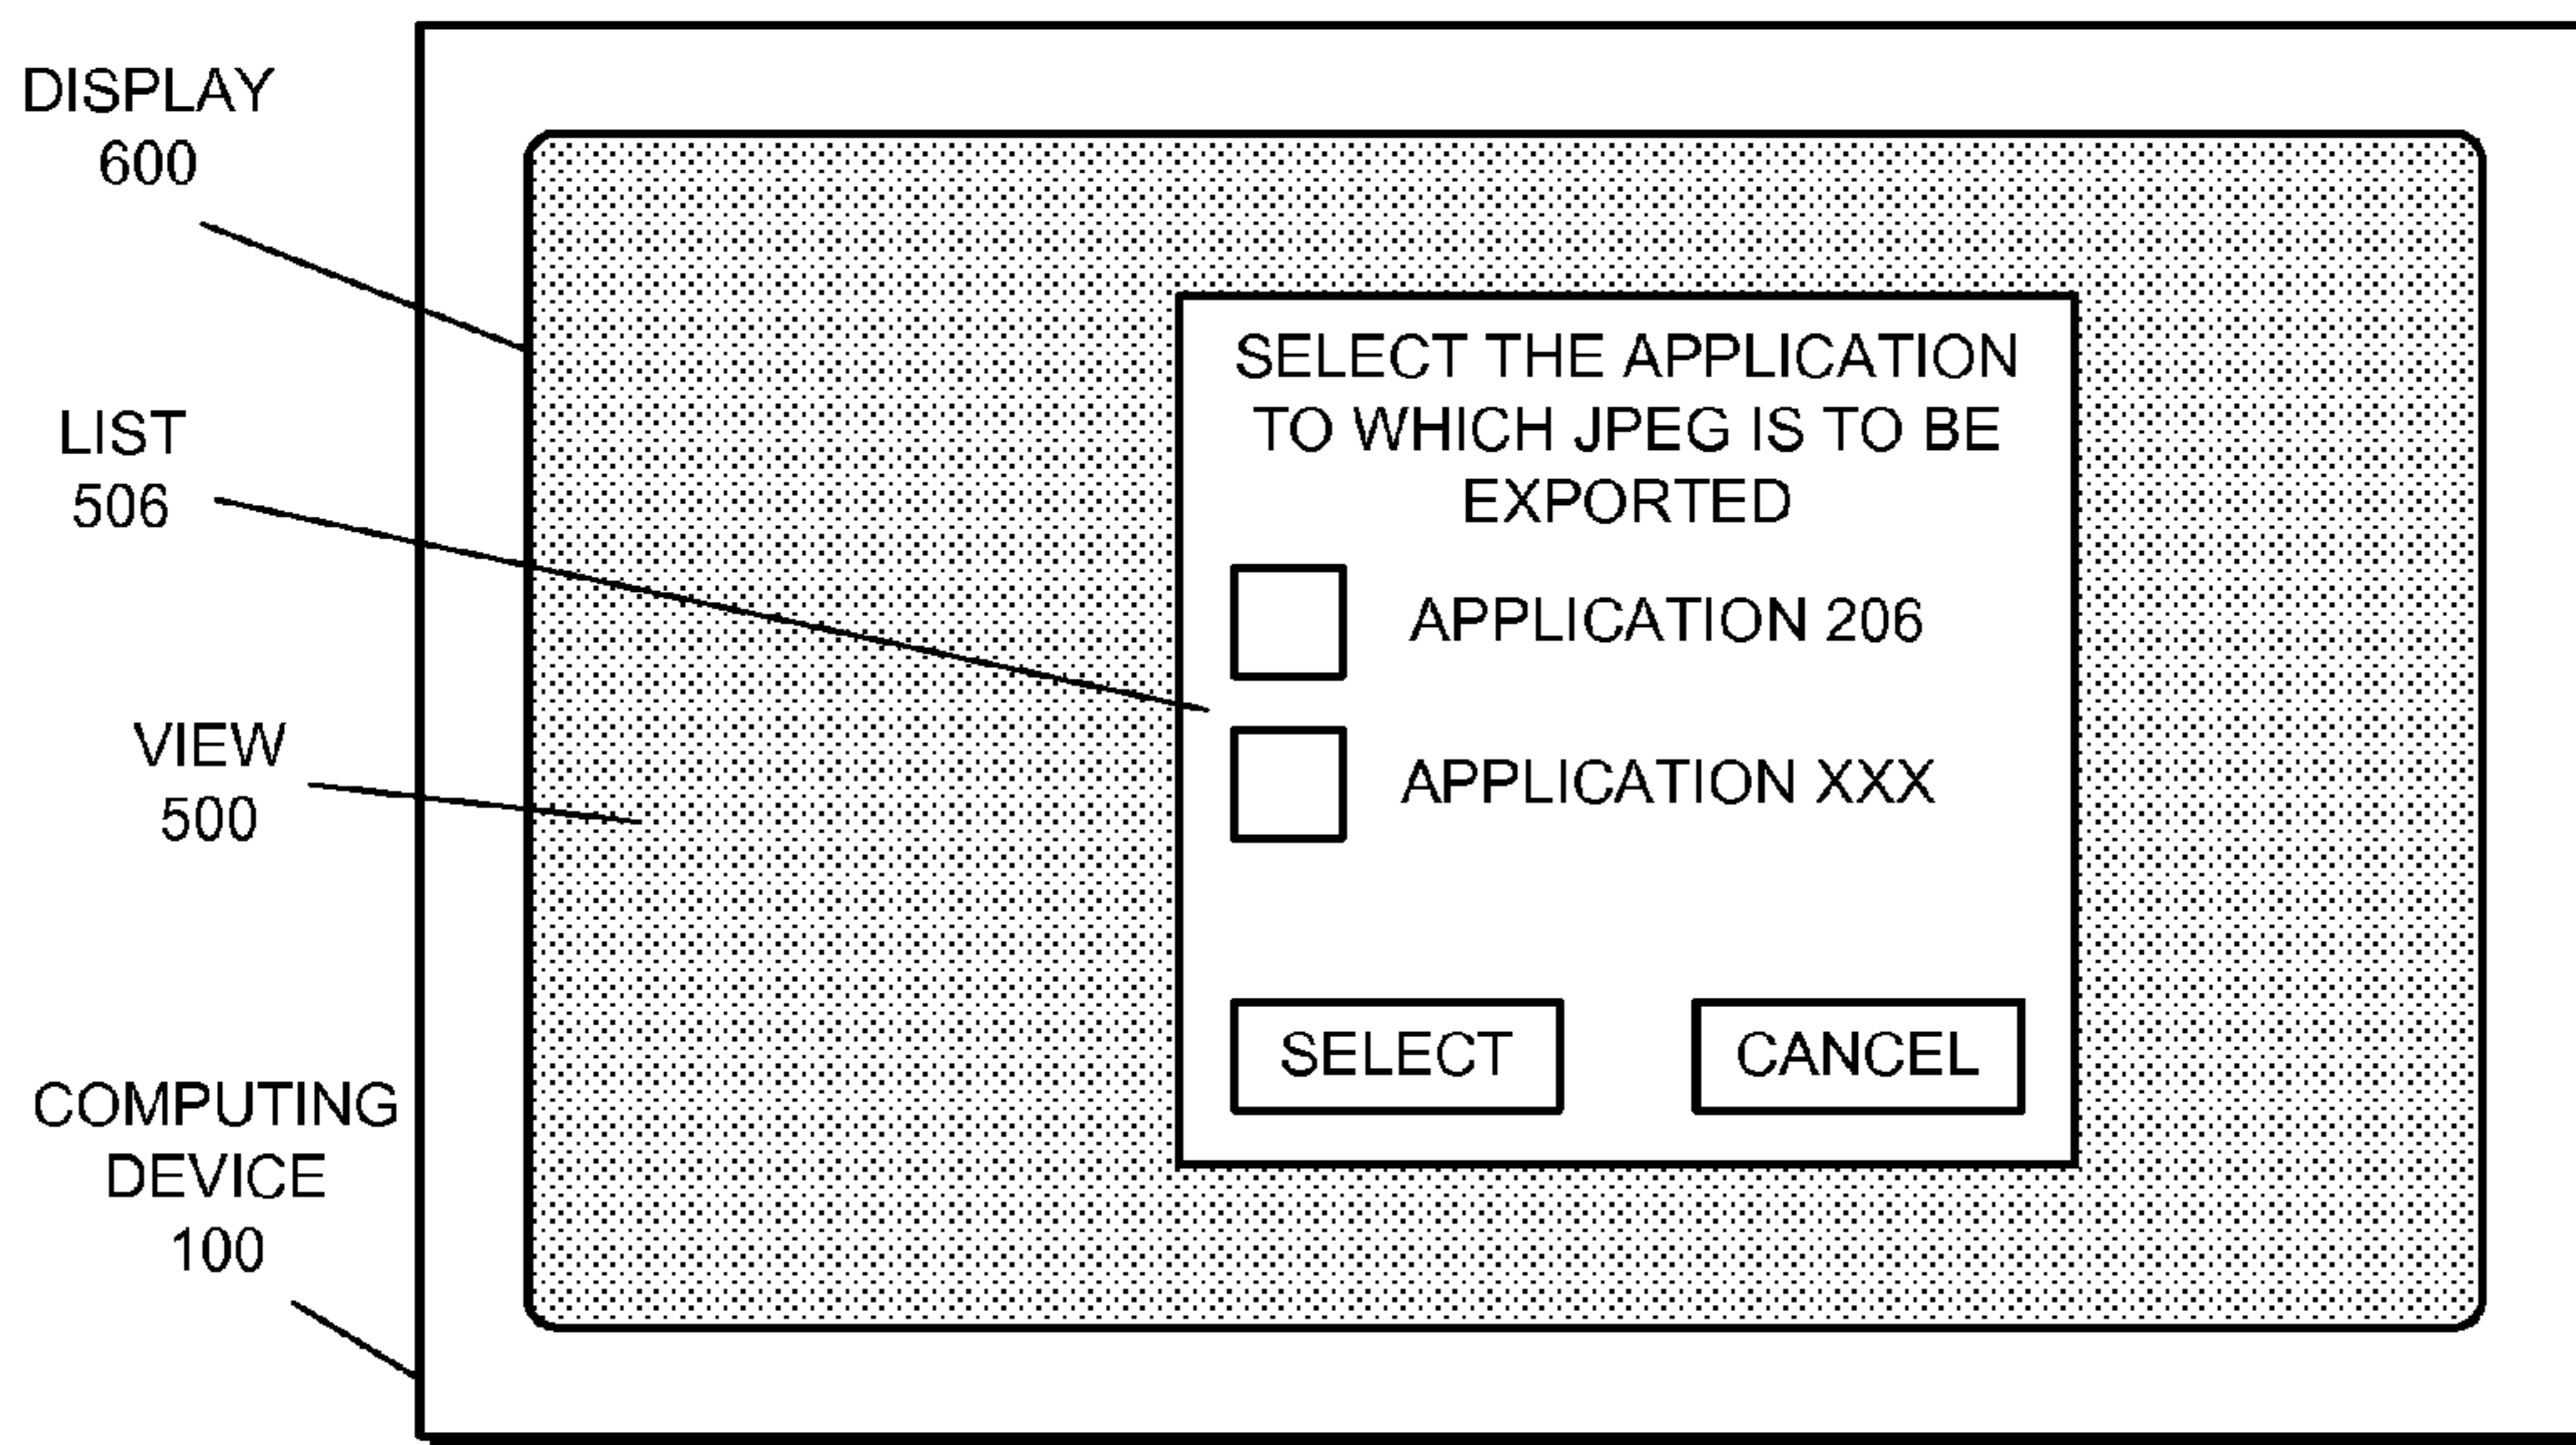 DISPLAY
600
LIST
506
VIEW
500
COMPUTING
DEVICE
100
SELECT THE APPLICATION
TO WHICH JPEG IS TO BE
EXPORTED
APPLICATION 206
APPLICATION XXX
SELECT
CANCEL